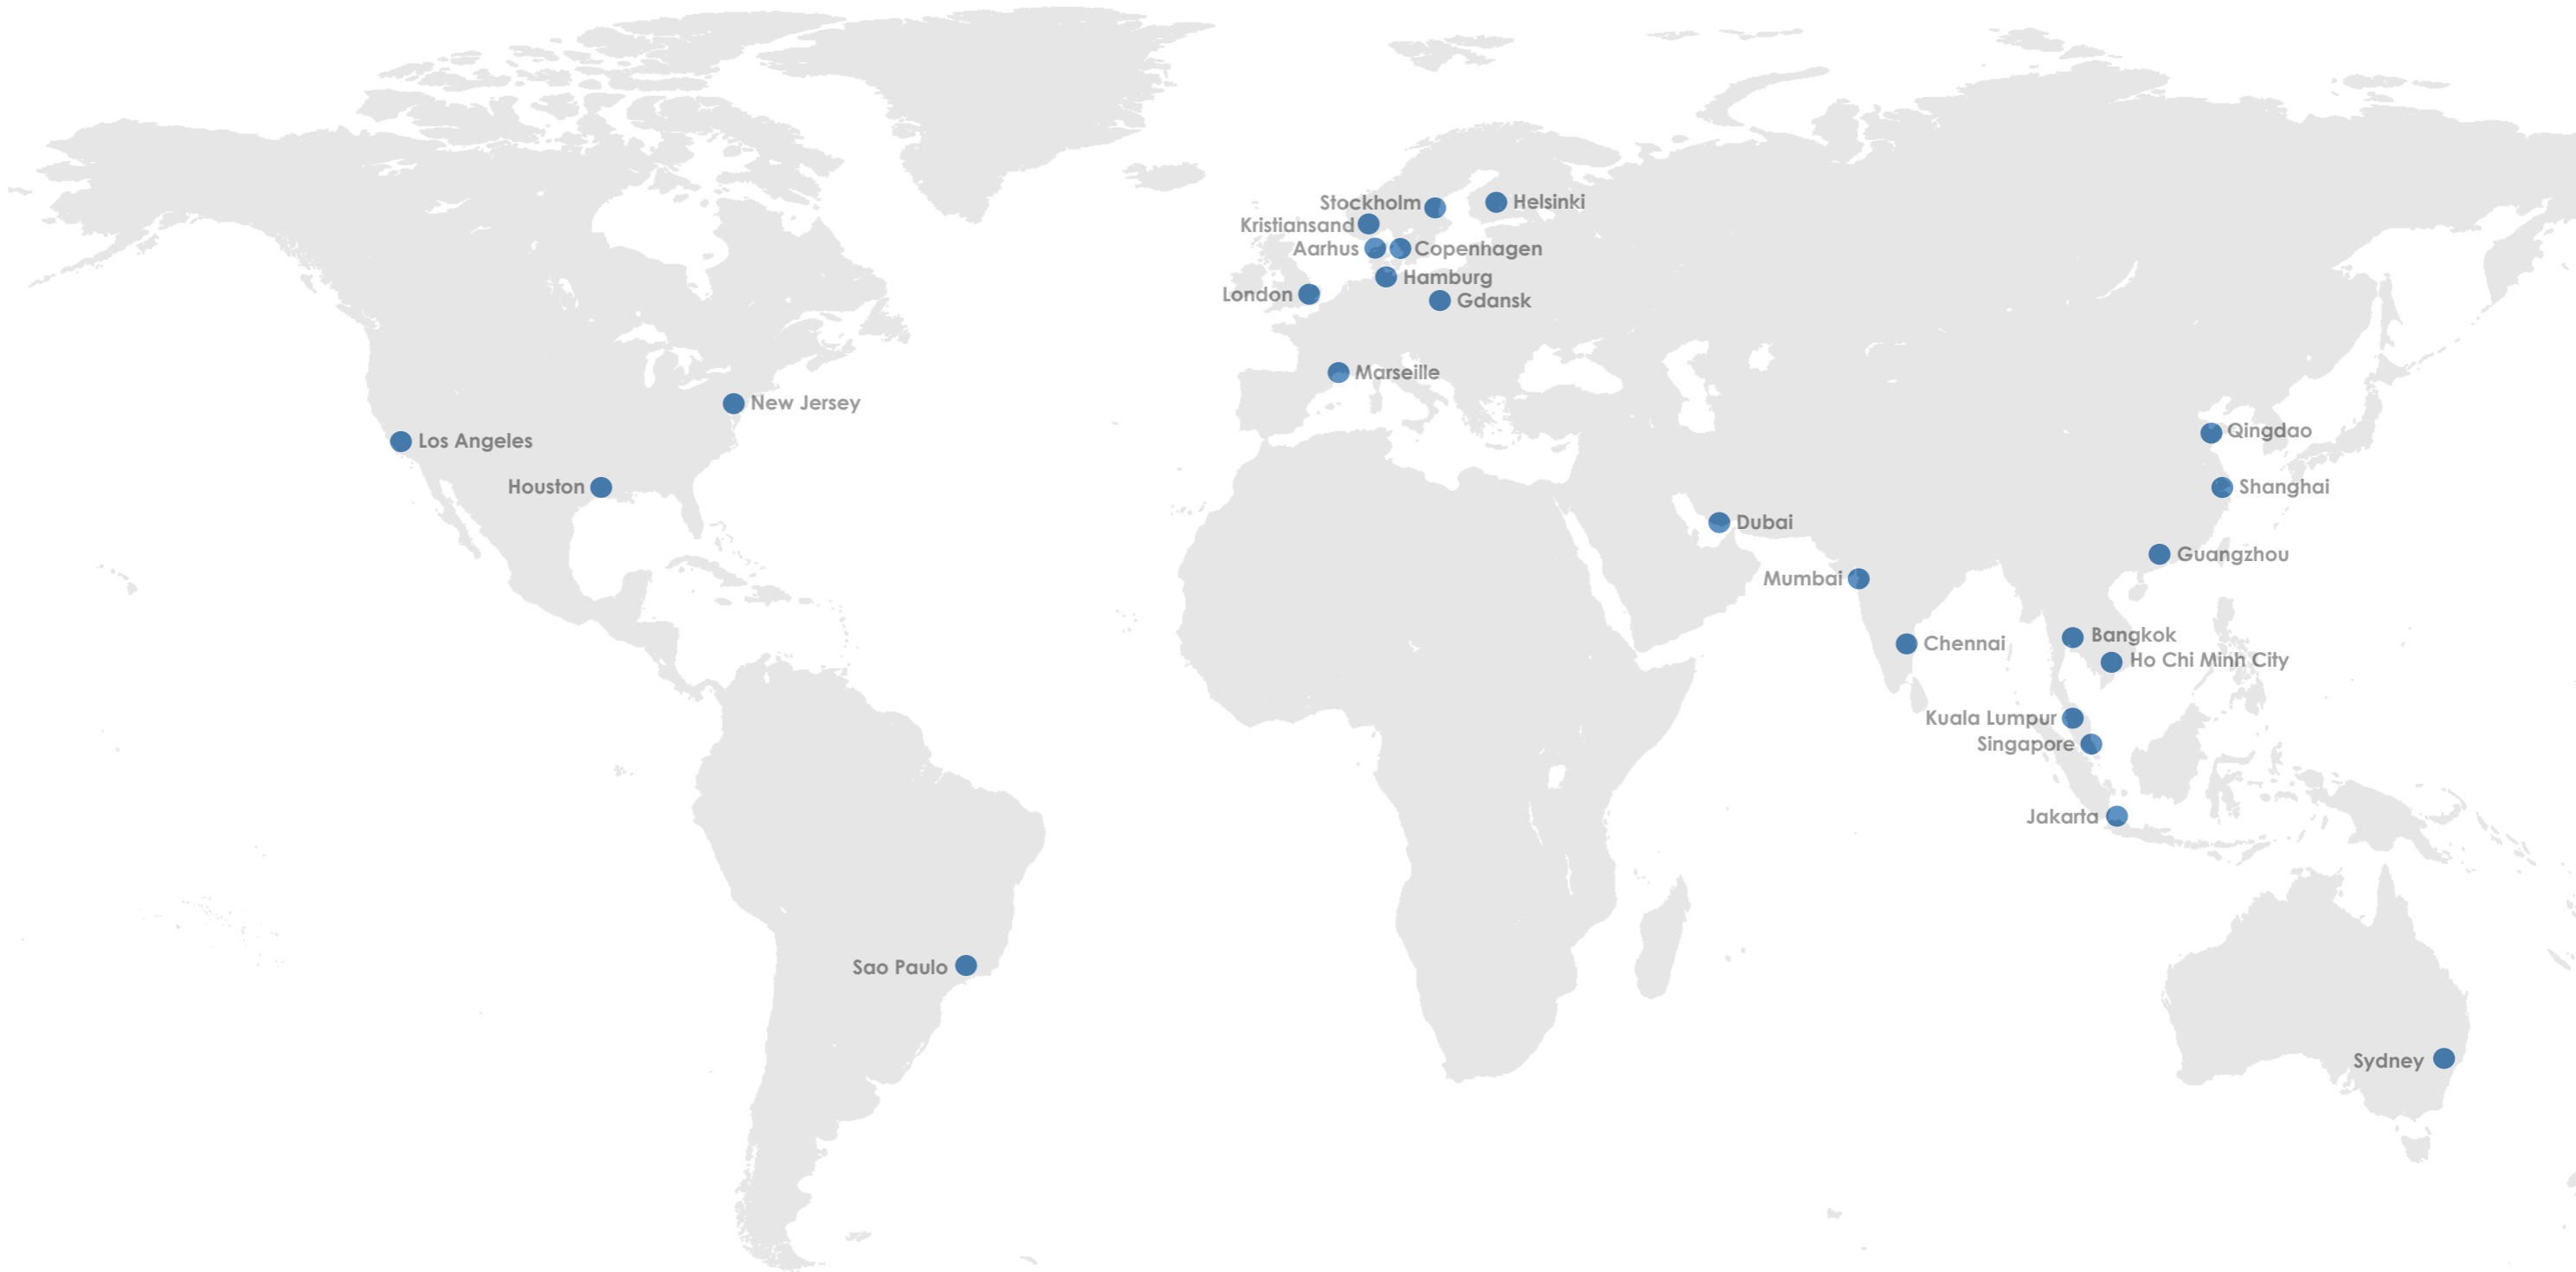 Stockholm
Helsinki
Kristiansand
Aarhus
Copenhagen
Hamburg
London
Gdansk
Marseille
New Jersey
Los Angeles
Qingdao
Houston
Shanghai
Dubai
Guangzhou
Mumbai
Bangkok
Chennai
Ho Chi Minh City
Kuala Lumpur
Singapore
Jakarta
Sao Paulo
Sydney